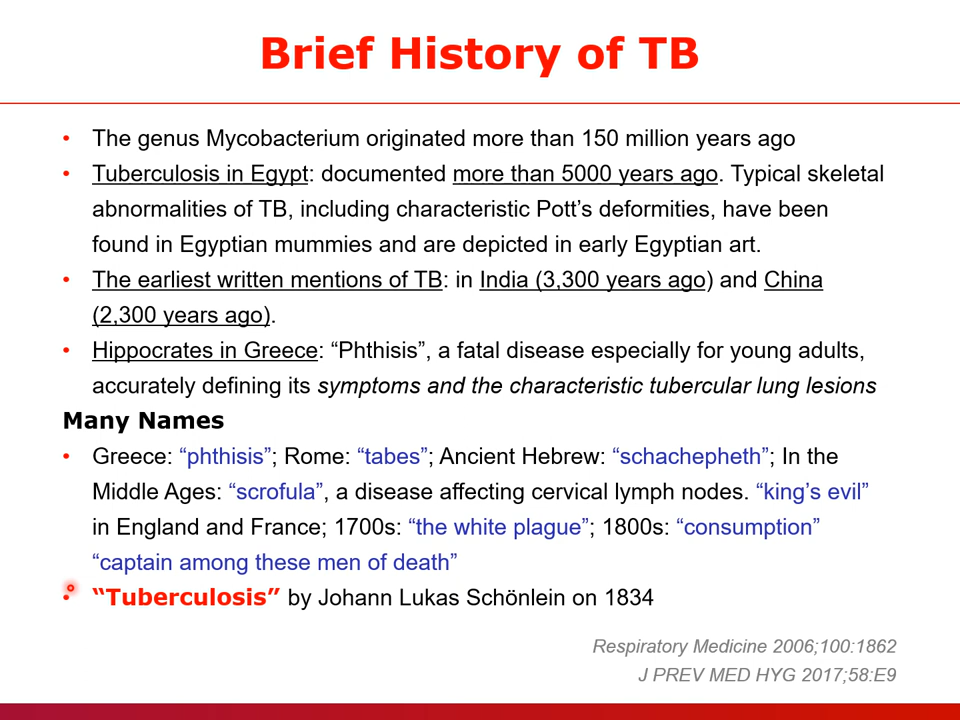 Brief History of TB
• The genus Mycobacterium originated more than 150 million years ago
• Tuberculosis in Egypt: documented more than 5000 years ago. Typical skeletal
abnormalities of TB, including characteristic Pott’s deformities, have been
found in Egyptian mummies and are depicted in early Egyptian art.
• The earliest written mentions of TB: in India (3,300 years ago) and China
(2,300 years ago).
• Hippocrates in Greece: “Phthisis”, a fatal disease especially for young adults,
accurately defining its symptoms and the characteristic tubercular lung lesions
Many Names
• Greece: “phthisis”; Rome: “tabes”; Ancient Hebrew: “schachepheth”; In the
Middle Ages: “scrofula”, a disease affecting cervical lymph nodes. “king’s evil”
in England and France; 1700s: “the white plague”; 1800s: “consumption”
“captain among these men of death”
• “Tuberculosis” by Johann Lukas Schönlein on 1834
Respiratory Medicine 2006;100:1862
J PREV MED HYG 2017;58:E9